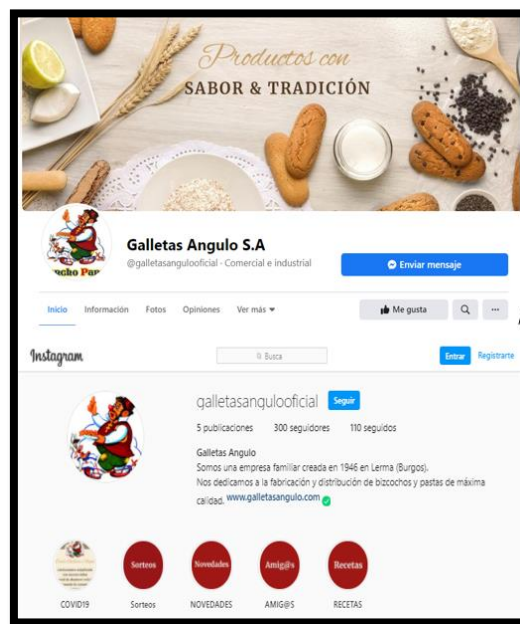 Productos con
SABOR & TRADICIÓN
Galletas Angulo S.A
@galletasangulooficial · Comercial e industrial
Enviar mensaje
Inicio Información Fotos Opiniones Ver más
Me gusta
Instagram
Busca
Entrar Registrarte
galletasangulooficial Seguir
5 publicaciones 300 seguidores 110 seguidos
Galletas Angulo
Somos una empresa familiar creada en 1946 en Lerma (Burgos).
Nos dedicamos a la fabricación y distribución de bizcochos y pastas de máxima
calidad. www.galletasangulo.com
Sorteos Novedades Amig@s Recetas
COVID19 Sorteos NOVEDADES AMIG@S RECETAS